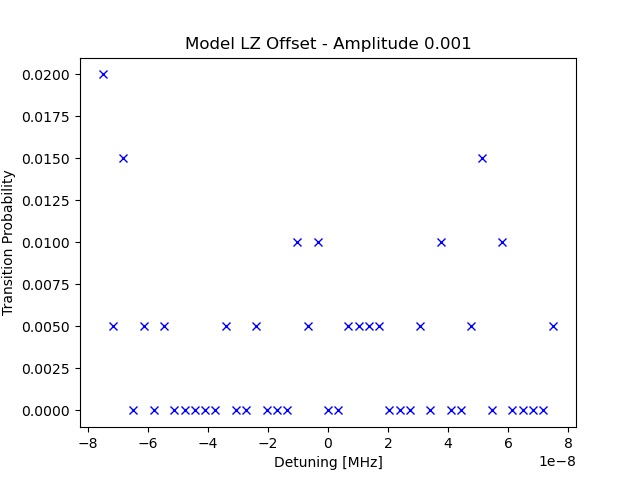 Model LZ Offset - Amplitude 0.001
Transition Probability
0.0200
0.0175
0.0150
0.0125
0.0100
0.0075
0.0050
0.0025
0.0000
−8 −6 −4 −2 0 2 4 6 8
1e−8
Detuning [MHz]